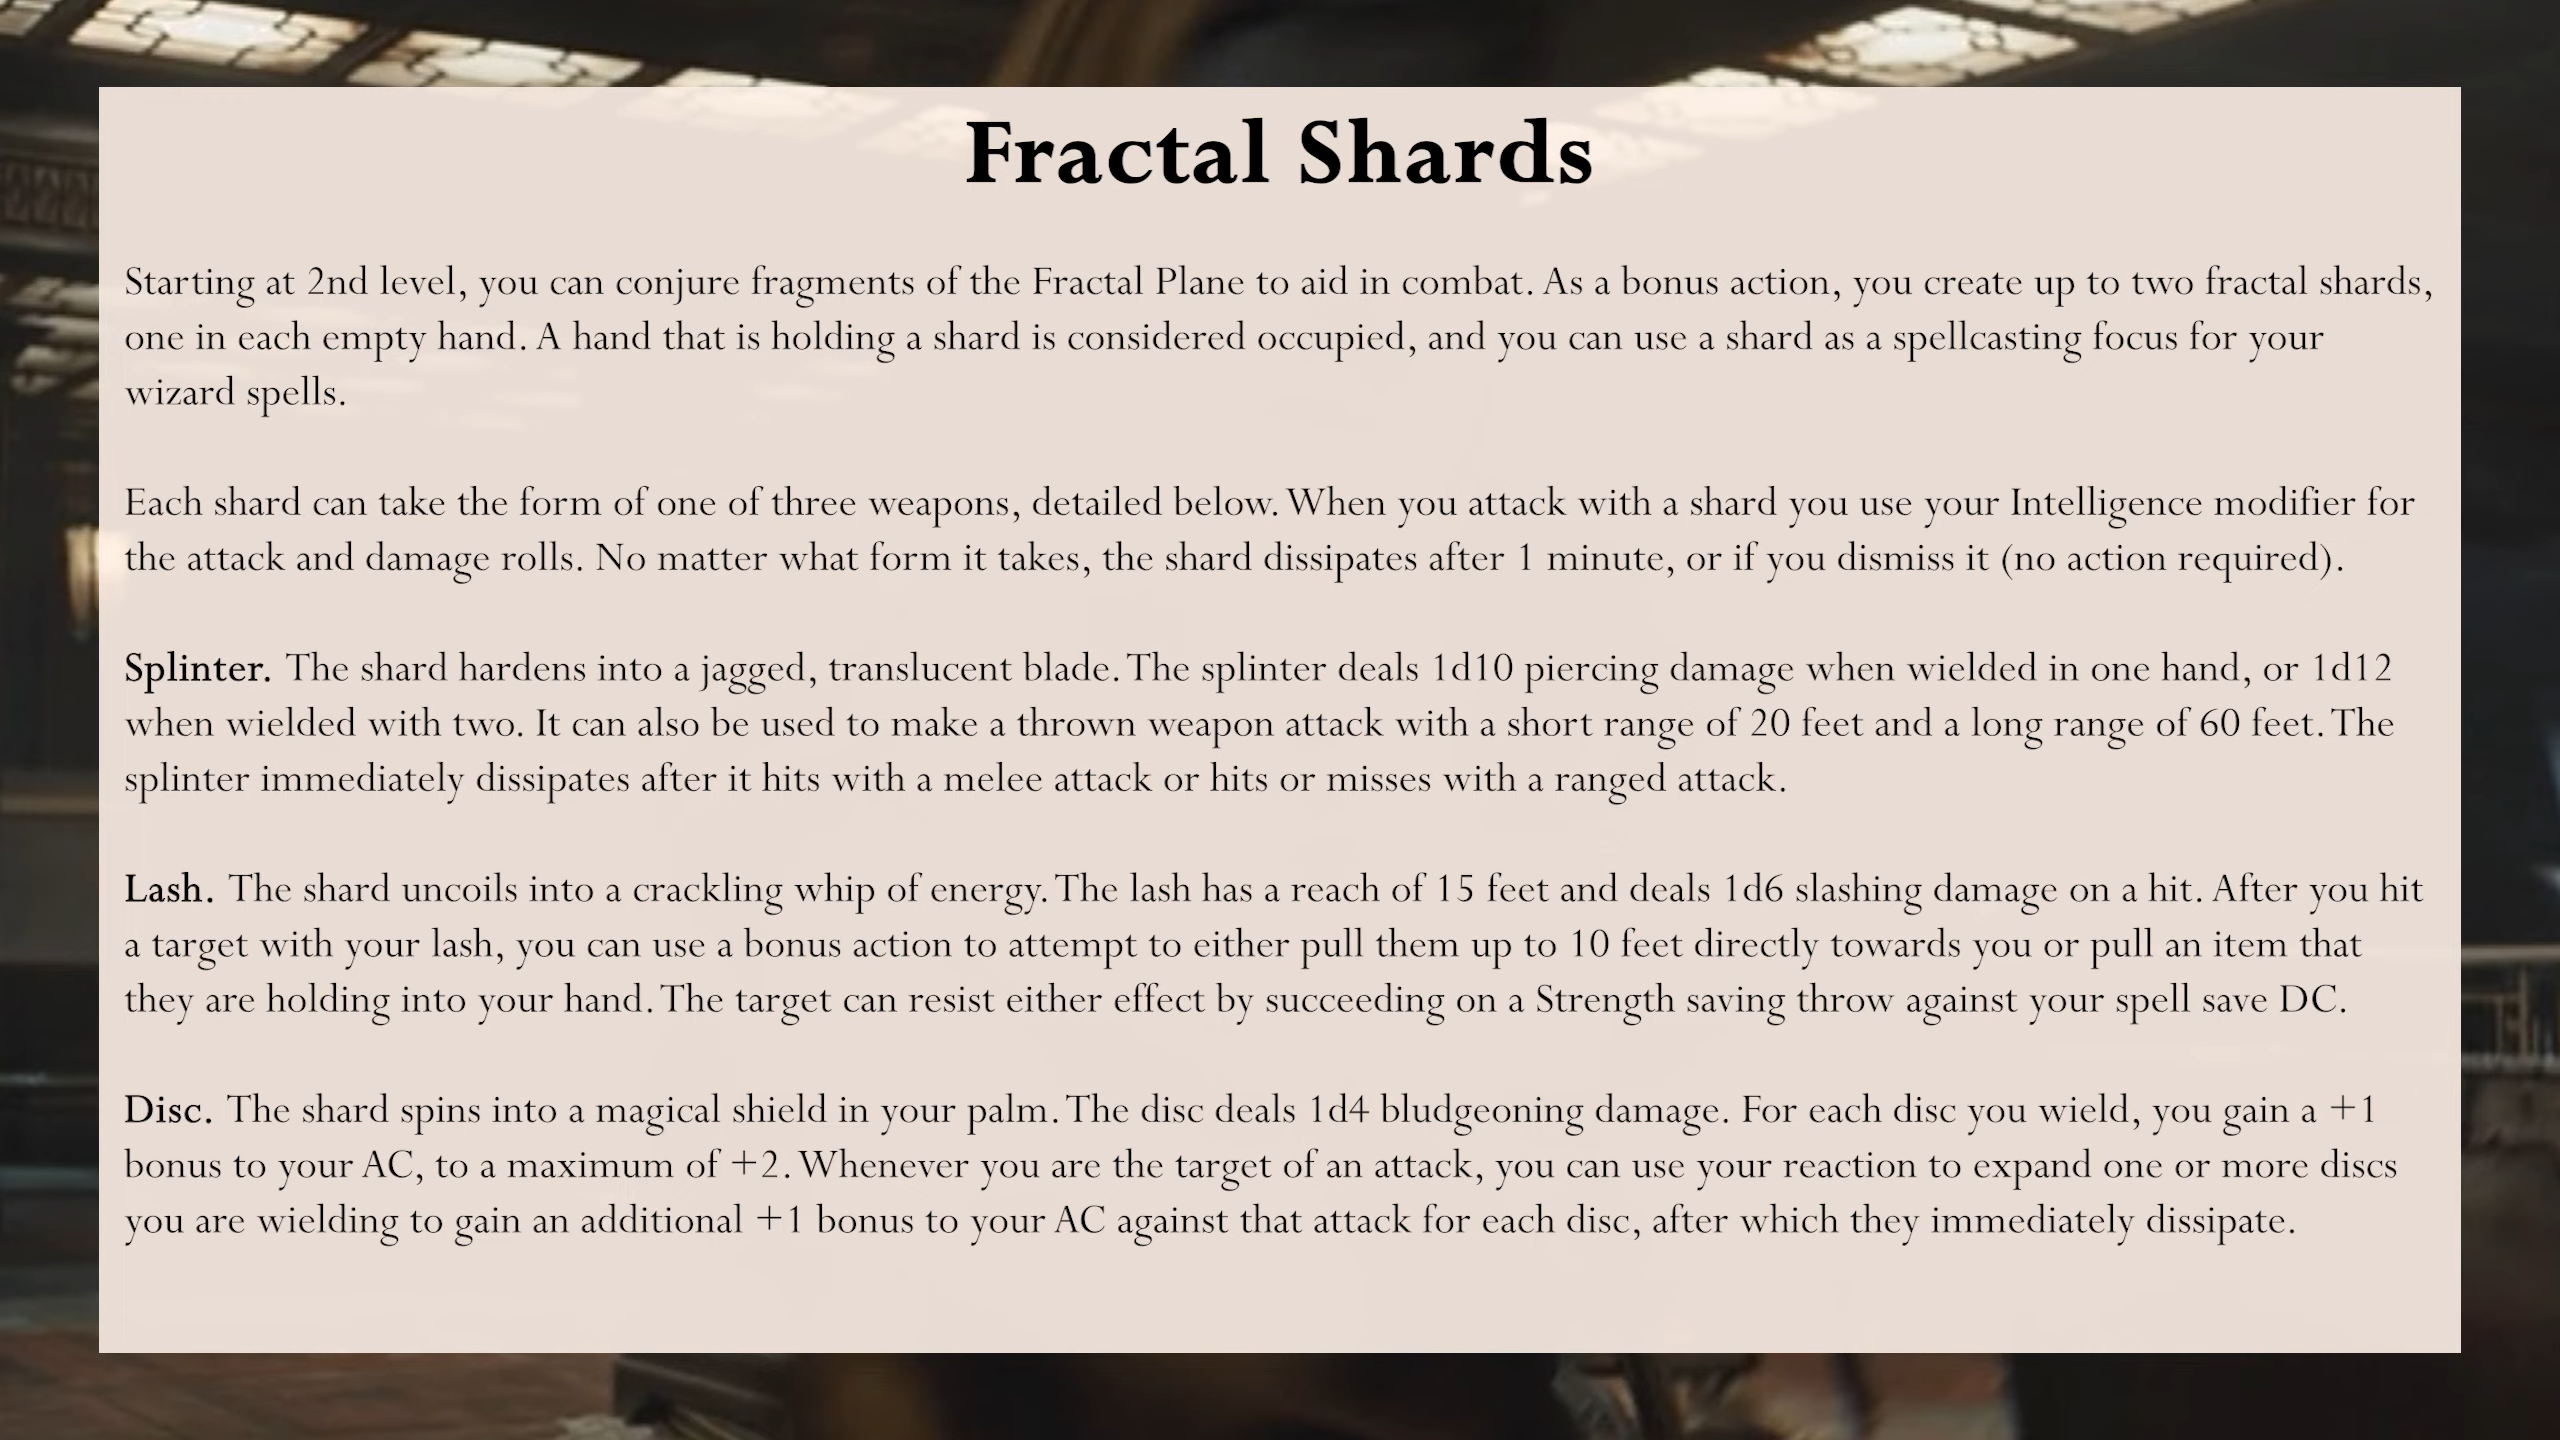 Fractal Shards
Starting at 2nd level, you can conjure fragments of the Fractal Plane to aid in combat. As a bonus action, you create up to two fractal shards,
one in each empty hand. A hand that is holding a shard is considered occupied, and you can use a shard as a spellcasting focus for your
wizard spells.
Each shard can take the form of one of three weapons, detailed below. When you attack with a shard you use your Intelligence modifier for
the attack and damage rolls. No matter what form it takes, the shard dissipates after 1 minute, or if you dismiss it (no action required).
Splinter. The shard hardens into a jagged, translucent blade. The splinter deals 1d10 piercing damage when wielded in one hand, or 1d12
when wielded with two. It can also be used to make a thrown weapon attack with a short range of 20 feet and a long range of 60 feet. The
splinter immediately dissipates after it hits with a melee attack or hits or misses with a ranged attack.
Lash. The shard uncoils into a crackling whip of energy. The lash has a reach of 15 feet and deals 1d6 slashing damage on a hit. After you hit
a target with your lash, you can use a bonus action to attempt to either pull them up to 10 feet directly towards you or pull an item that
they are holding into your hand. The target can resist either effect by succeeding on a Strength saving throw against your spell save DC.
Disc. The shard spins into a magical shield in your palm. The disc deals 1d4 bludgeoning damage. For each disc you wield, you gain a +1
bonus to your AC, to a maximum of +2. Whenever you are the target of an attack, you can use your reaction to expand one or more discs
you are wielding to gain an additional +1 bonus to your AC against that attack for each disc, after which they immediately dissipate.